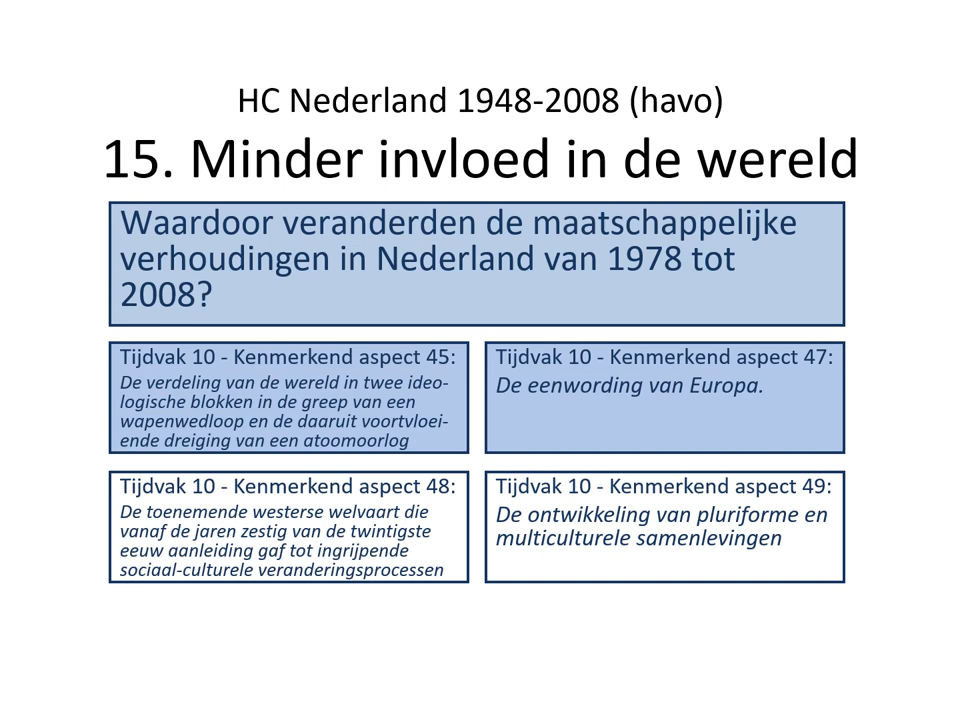 HC Nederland 1948-2008 (havo)
15. Minder invloed in de wereld
Waardoor veranderden de maatschappelijke
verhoudingen in Nederland van 1978 tot
2008?
Tijdvak 10 - Kenmerkend aspect 45:
De verdeling van de wereld in twee ideo-
logische blokken in de greep van een
wapenwedloop en de daaruit voortvloei-
ende dreiging van een atoomoorlog
Tijdvak 10 - Kenmerkend aspect 47:
De eenwording van Europa.
Tijdvak 10 - Kenmerkend aspect 48:
De toenemende westerse welvaart die
vanaf de jaren zestig van de twintigste
eeuw aanleiding gaf tot ingrijpende
sociaal-culturele veranderingsprocessen
Tijdvak 10 - Kenmerkend aspect 49:
De ontwikkeling van pluriforme en
multiculturele samenlevingen